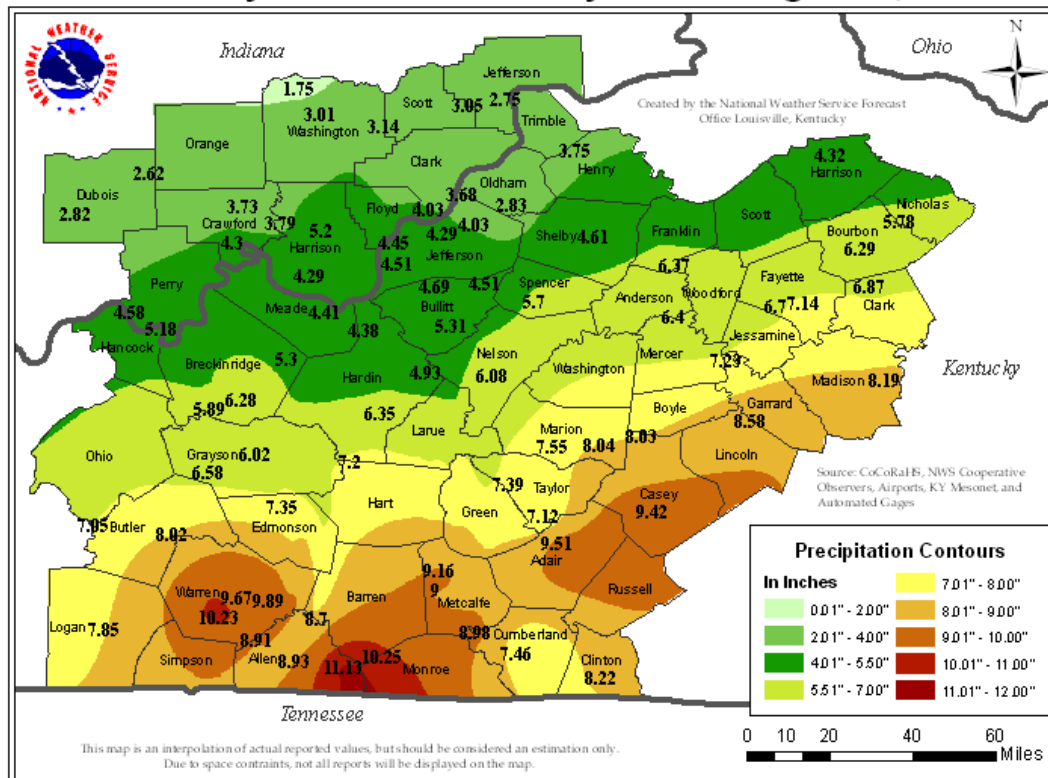 NATIONAL WEATHER SERVICE
Indiana
Ohio
N
Created by the National Weather Service Forecast
Office Louisville, Kentucky
Jefferson
1.75
Scott
3.05
2.75
3.01
Washington
3.14
Trimble
Orange
Clark
3.75
Henry
4.32
Harrison
2.62
Dubois
2.82
Oldham
3.68
2.83
Nicholas
5.78
3.73
Crawford
3.79
Floyd
4.03
4.03
Scott
Bourbon
6.29
5.2
Harrison
4.3
4.45
4.29
Jefferson
Shelby
4.61
Franklin
4.51
4.29
6.37
Fayette
Perry
4.69
4.51
Spencer
5.7
Anderson
Woodford
6.87
Clark
Bullitt
6.7
7.14
4.58
5.18
Meade
4.41
4.38
5.31
6.4
Jessamine
Hancock
Breckinridge
5.3
Nelson
6.08
Mercer
7.23
Kentucky
Hardin
4.93
Washington
Madison
8.19
5.89
6.28
6.35
Boyle
Garrard
8.58
Larue
Marion
7.55
8.04
8.03
Ohio
Grayson
6.02
6.58
7.2
Lincoln
Source: CoCoRaHS, NWS Cooperative
Observers, Airports, KY Mesonet, and
Automated Gages
7.39
Taylor
Casey
9.42
7.35
Edmonson
Hart
Green
7.12
7.05
Butler
8.02
9.51
Adair
Warren
9.67
9.89
10.23
Barren
9.16
9
Metcalfe
Russell
Logan
7.85
8.7
8.91
8.98
Cumberland
7.46
Simpson
Allen
8.93
11.13
10.25
Monroe
Clinton
8.22
Tennessee
Precipitation Contours
In Inches
0.01" - 2.00"
2.01" - 4.00"
4.01" - 5.50"
5.51" - 7.00"
7.01" - 8.00"
8.01" - 9.00"
9.01" - 10.00"
10.01" - 11.00"
11.01" - 12.00"
This map is an interpolation of actual reported values, but should be considered an estimation only.
Due to space contraints, not all reports will be displayed on the map.
0 10 20 40 60
Miles